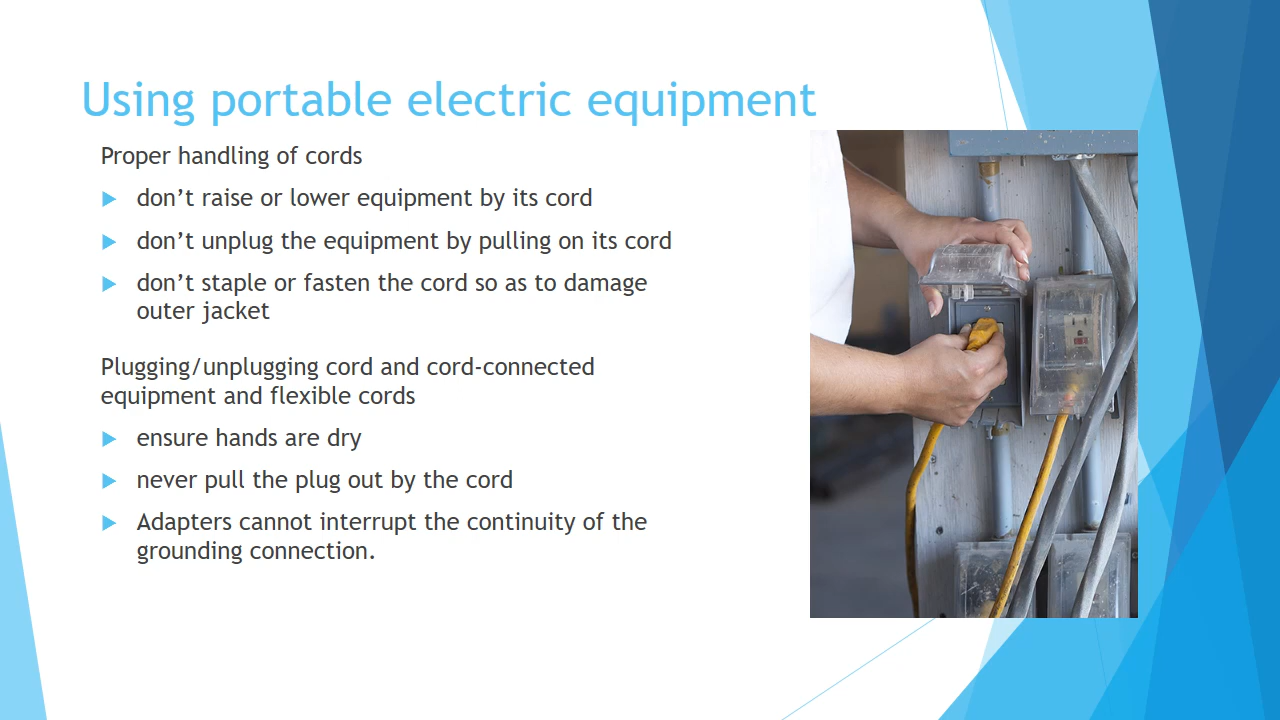 Using portable electric equipment
Proper handling of cords
don’t raise or lower equipment by its cord
don’t unplug the equipment by pulling on its cord
don’t staple or fasten the cord so as to damage
outer jacket
Plugging/unplugging cord and cord-connected
equipment and flexible cords
ensure hands are dry
never pull the plug out by the cord
Adapters cannot interrupt the continuity of the
grounding connection.